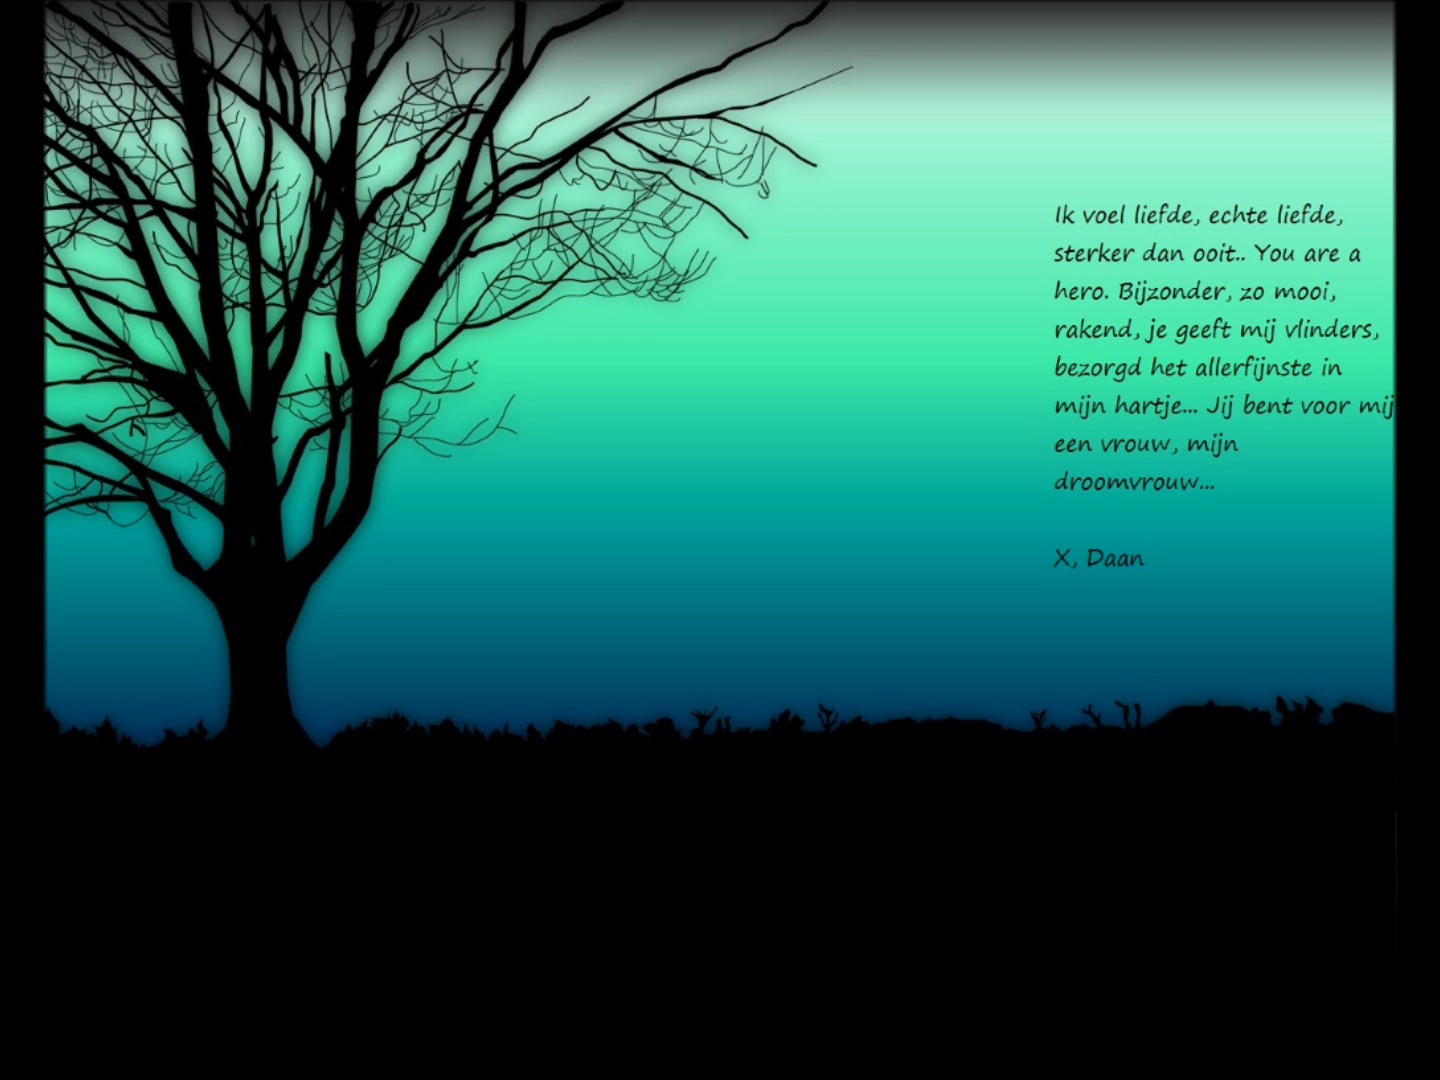 Ik voel liefde, echte liefde,
sterker dan ooit.. You are a
hero. Bijzonder, zo mooi,
rakend, je geeft mij vlinders,
bezorgd het allerfijnste in
mijn hartje... Jij bent voor mij
een vrouw, mijn
droomvrouw...
X, Daan